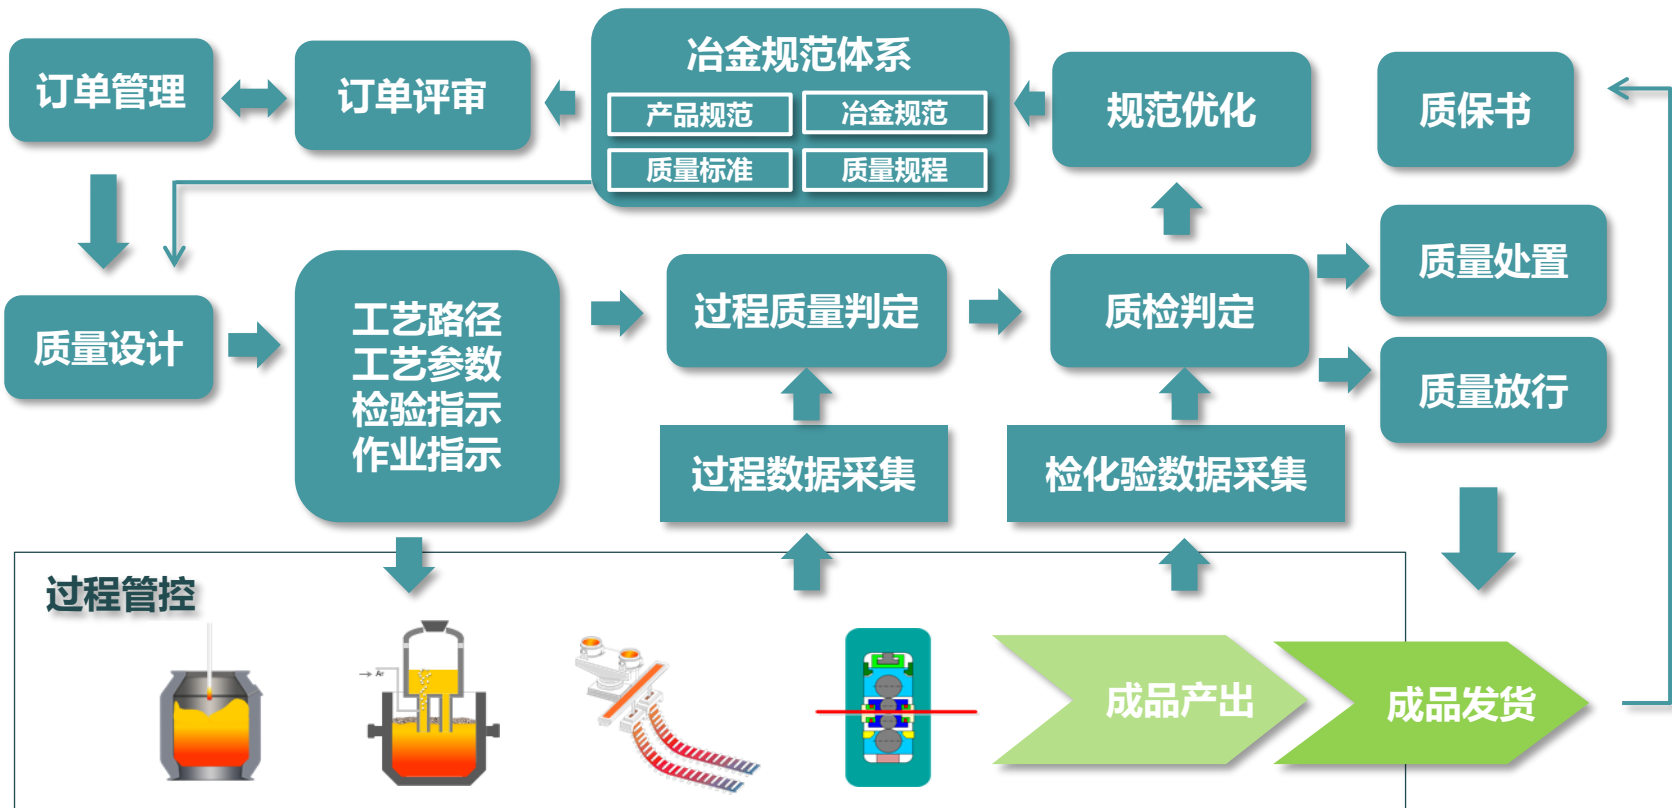 订单管理
订单评审
冶金规范体系
产品规范
冶金规范
质量标准
质量规程
规范优化
质保书
质量设计
工艺路径
工艺参数
检验指示
作业指示
过程质量判定
质检判定
质量处置
质量放行
过程数据采集
检化验数据采集
过程管控
Ar
成品产出
成品发货